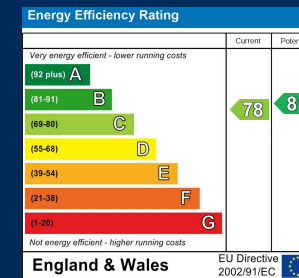 Energy Efficiency Rating
Current
Very energy efficient - lower running costs
(92 plus) A
(81-91) B
(69-80) C
78
(55-68) D
(39-54) E
(21-38) F
(1-20) G
Not energy efficient - higher running costs
England & Wales
EU Directive
2002/91/EC